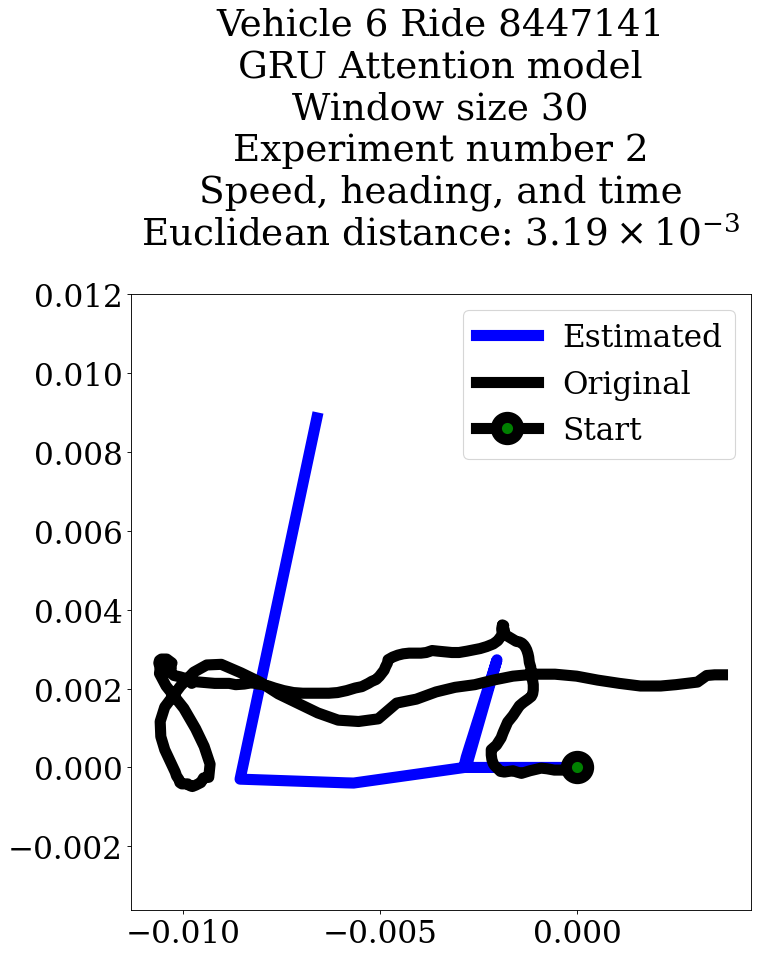 Vehicle 6 Ride 8447141
GRU Attention model
Window size 30
Experiment number 2
Speed, heading, and time
Euclidean distance: 3.19 × 10⁻³
0.012
0.010
0.008
0.006
0.004
0.002
0.000
−0.002
−0.010
−0.005
0.000
Estimated
Original
Start